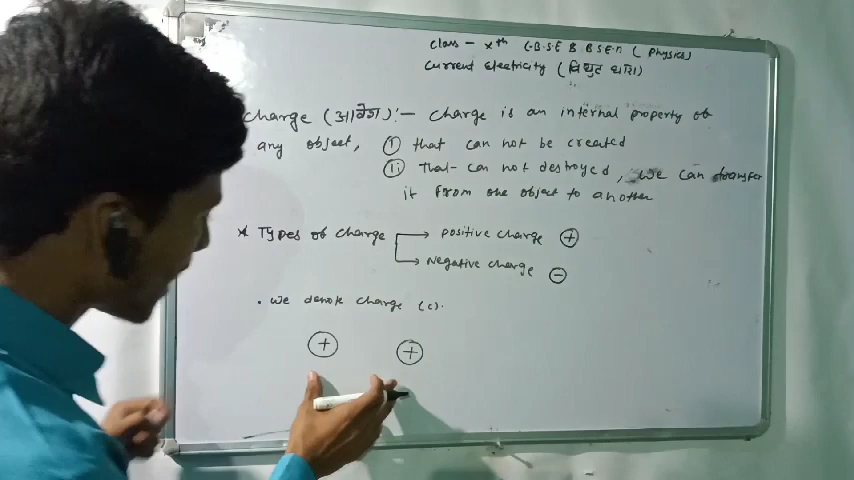 Class - Xth C.B.S.E B B.S.E.B ( Physics)
Current Electricity (विधुत धारा)
Charge (आवेश) :- Charge is an internal property of
any object, (i) that can not be created
(ii) That can not destroyed, we can transfer
it from one object to another
* Types of charge → positive charge ⊕
→ Negative charge ⊖
. We denote charge (c).
⊕ ⊕